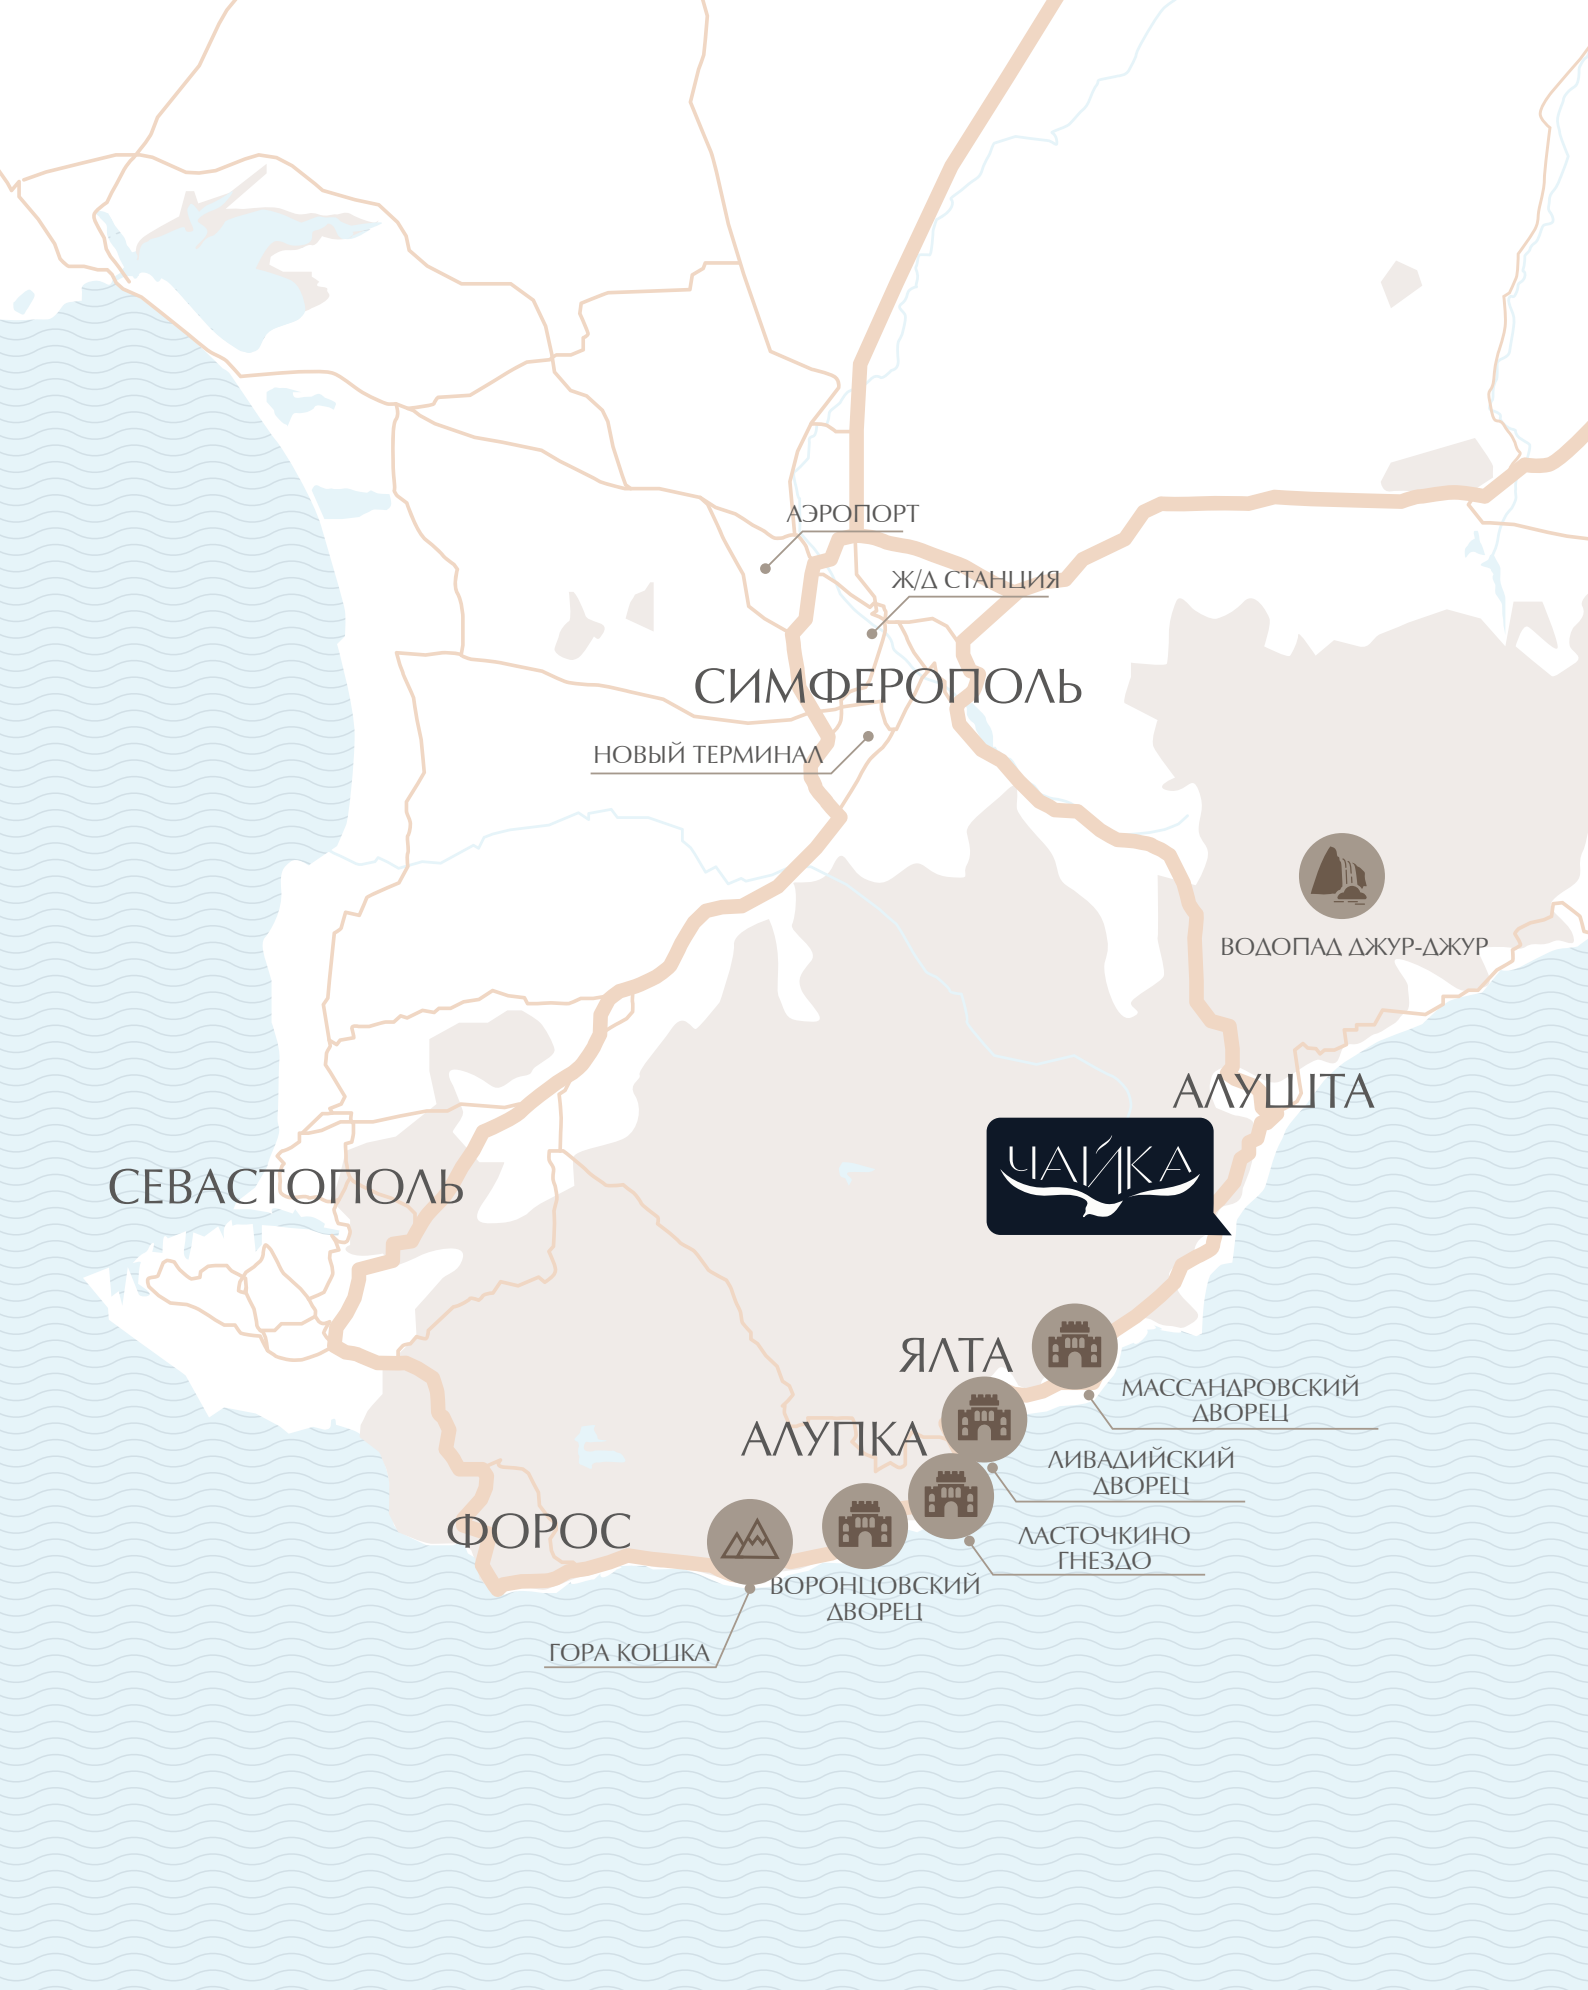 АЭРОПОРТ
Ж/Д СТАНЦИЯ
СИМФЕРОПОЛЬ
НОВЫЙ ТЕРМИНАЛ
ВОДОПАД ДЖУР-ДЖУР
АЛУШТА
ЧАЙКА
СЕВАСТОПОЛЬ
ЯЛТА
МАССАНДРОВСКИЙ
ДВОРЕЦ
АЛУПКА
ЛИВАДИЙСКИЙ
ДВОРЕЦ
ФОРОС
ЛАСТОЧКИНО
ГНЕЗДО
ВОРОНЦОВСКИЙ
ДВОРЕЦ
ГОРА КОШКА